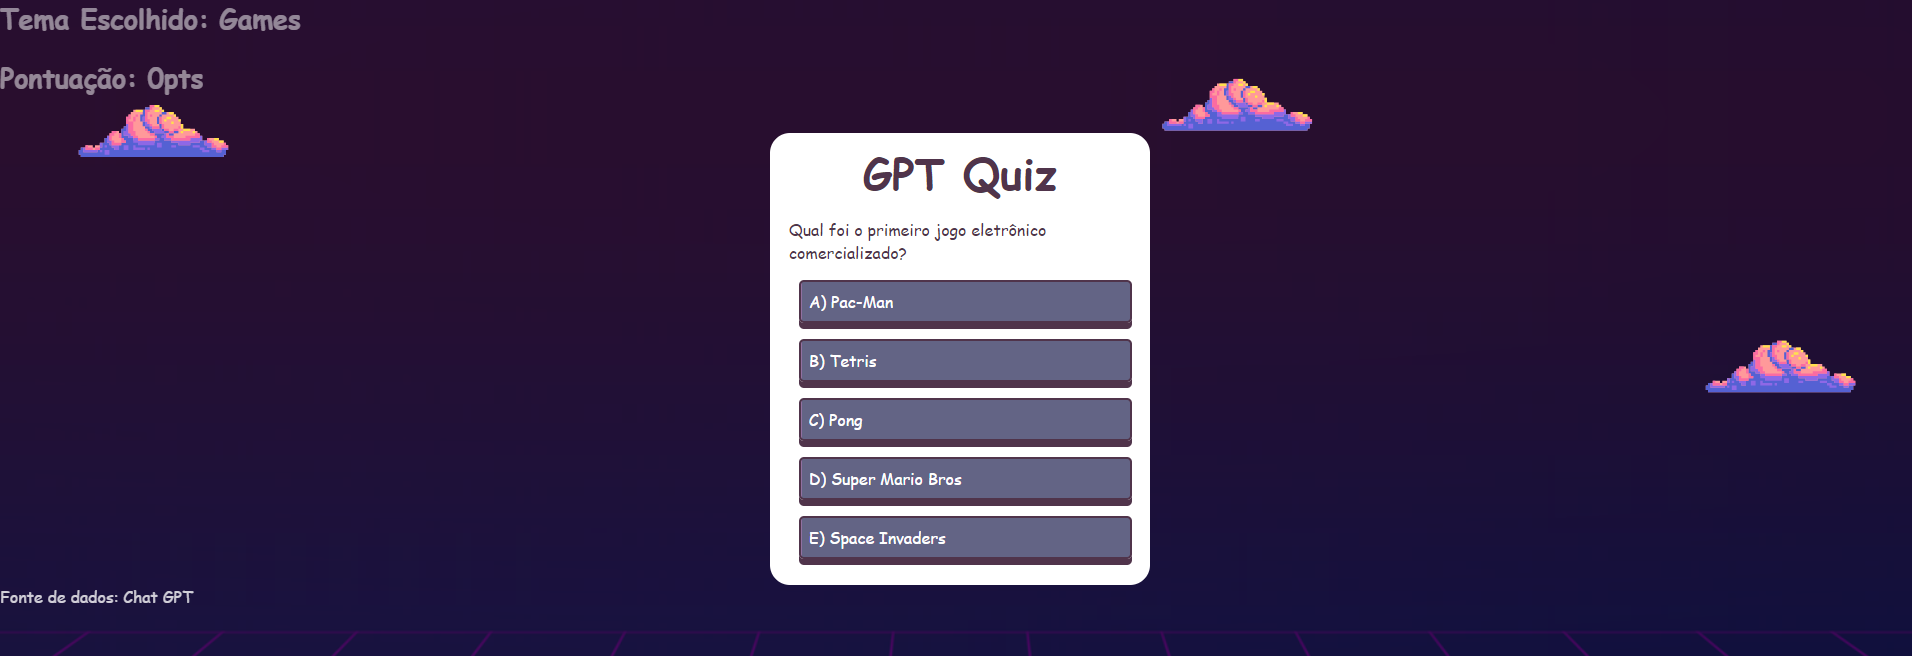 Tema Escolhido: Games
Pontuação: 0pts
GPT Quiz
Qual foi o primeiro jogo eletrônico
comercializado?
A) Pac-Man
B) Tetris
C) Pong
D) Super Mario Bros
E) Space Invaders
Fonte de dados: Chat GPT